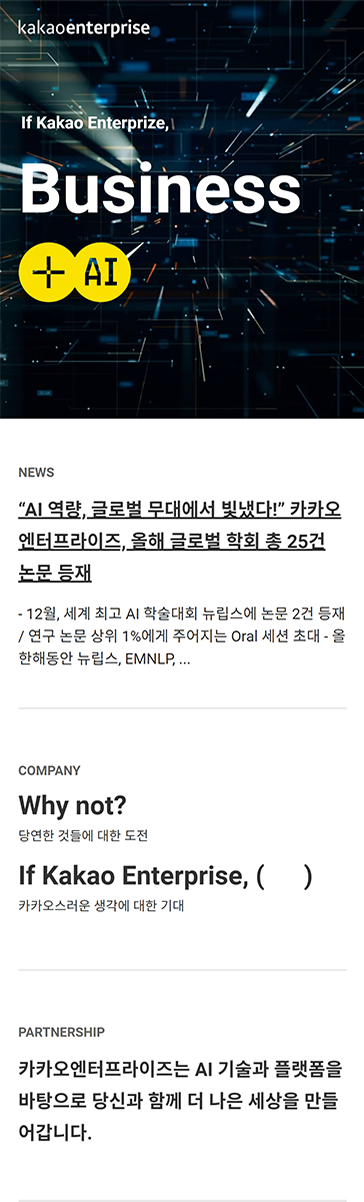 kakaoenterprise
If Kakao Enterprize,
Business
+ AI
NEWS
“AI 역량, 글로벌 무대에서 빛냈다!” 카카오
엔터프라이즈, 올해 글로벌 학회 총 25건
논문 등재
- 12월, 세계 최고 AI 학술대회 뉴립스에 논문 2건 등재
/ 연구 논문 상위 1%에게 주어지는 Oral 세션 초대 - 올
한해동안 뉴립스, EMNLP, ...
COMPANY
Why not?
당연한 것들에 대한 도전
If Kakao Enterprise, ( )
카카오스러운 생각에 대한 기대
PARTNERSHIP
카카오엔터프라이즈는 AI 기술과 플랫폼을
바탕으로 당신과 함께 더 나은 세상을 만들
어갑니다.